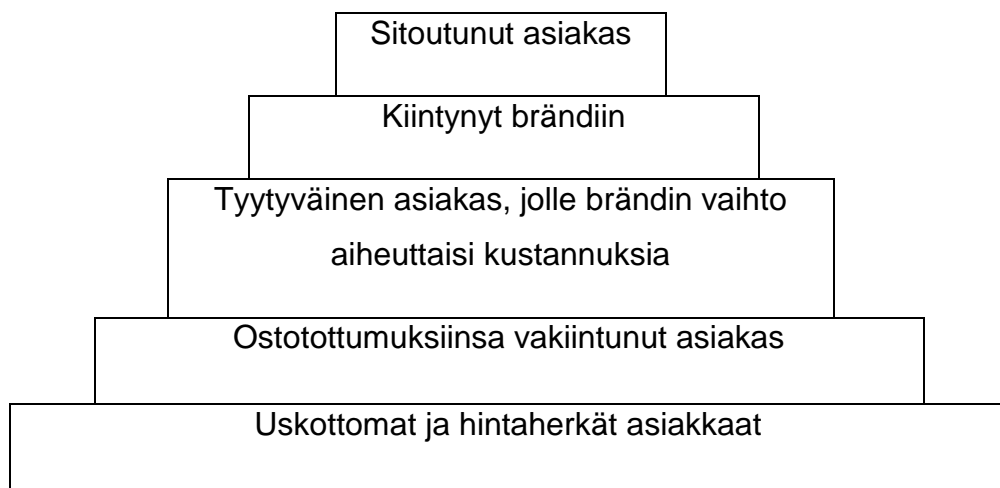 Sitoutunut asiakas
Kiintynyt brändiin
Tyytyväinen asiakas, jolle brändin vaihto
aiheuttaisi kustannuksia
Ostotottumuksiinsa vakiintunut asiakas
Uskottomat ja hintaherkät asiakkaat